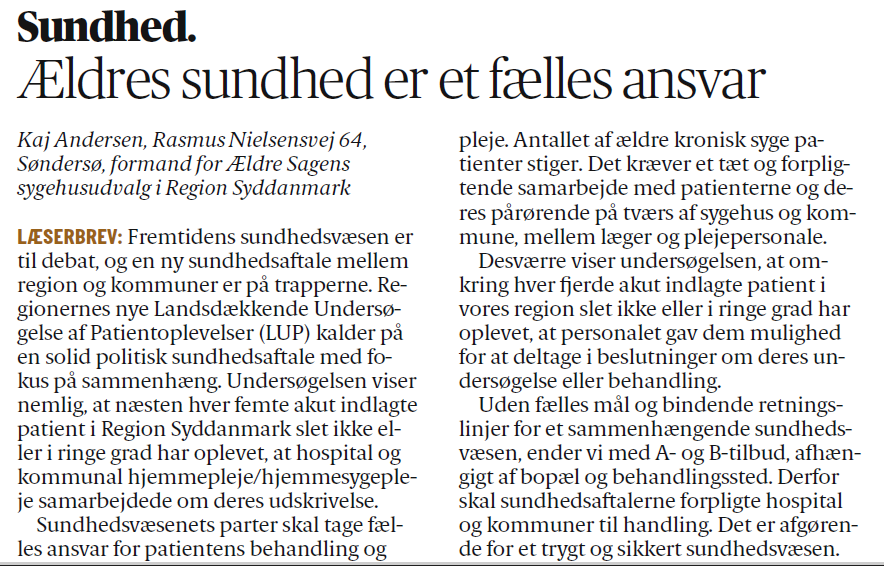 Sundhed.
Ældres sundhed er et fælles ansvar
Kaj Andersen, Rasmus Nielsensvej 64,
Søndersø, formand for Ældre Sagens
sygehusudvalg i Region Syddanmark
LÆSERBREV: Fremtidens sundhedsvæsen er
til debat, og en ny sundhedsaftale mellem
region og kommuner er på trapperne. Re-
gionernes nye Landsdækkende Undersø-
gelse af Patientoplevelser (LUP) kalder på
en solid politisk sundhedsaftale med fo-
kus på sammenhæng. Undersøgelsen viser
nemlig, at næsten hver femte akut indlagte
patient i Region Syddanmark slet ikke el-
ler i ringe grad har oplevet, at hospital og
kommunal hjemmepleje/hjemmesygeple-
je samarbejdede om deres udskrivelse.
Sundhedsvæsenets parter skal tage fæl-
les ansvar for patientens behandling og
pleje. Antallet af ældre kronisk syge pa-
tienter stiger. Det kræver et tæt og forplig-
tende samarbejde med patienterne og de-
res pårørende på tværs af sygehus og kom-
mune, mellem læger og plejepersonale.
Desværre viser undersøgelsen, at om-
kring hver fjerde akut indlagte patient i
vores region slet ikke eller i ringe grad har
oplevet, at personalet gav dem mulighed
for at deltage i beslutninger om deres un-
dersøgelse eller behandling.
Uden fælles mål og bindende retnings-
linjer for et sammenhængende sundheds-
væsen, ender vi med A- og B-tilbud, afhæn-
gigt af bopæl og behandlingssted. Derfor
skal sundhedsaftalerne forpligte hospital
og kommuner til handling. Det er afgøren-
de for et trygt og sikkert sundhedsvæsen.